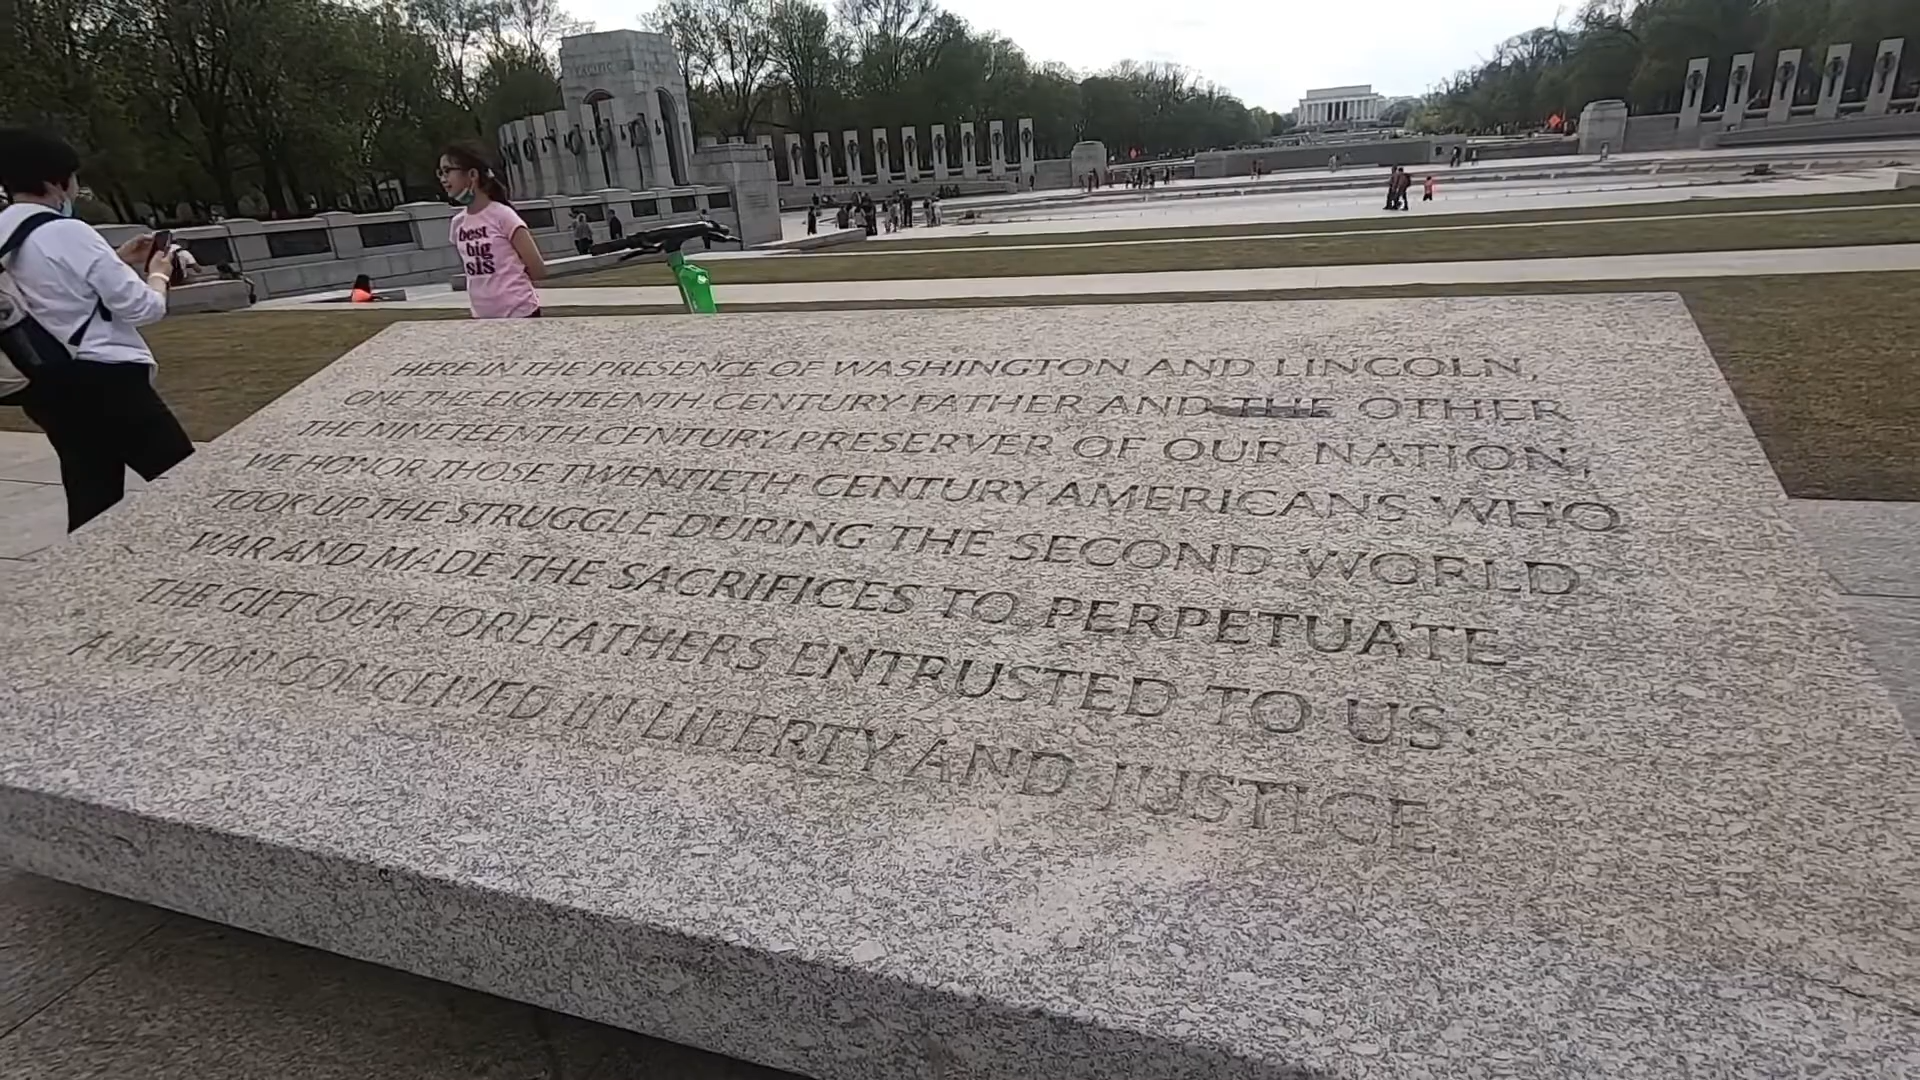 PACIFIC
best
big
sis
HERE IN THE PRESENCE OF WASHINGTON AND LINCOLN,
ONE THE EIGHTEENTH CENTURY FATHER AND THE OTHER
THE NINETEENTH CENTURY PRESERVER OF OUR NATION,
WE HONOR THOSE TWENTIETH CENTURY AMERICANS WHO
TOOK UP THE STRUGGLE DURING THE SECOND WORLD
WAR AND MADE THE SACRIFICES TO PERPETUATE
THE GIFT OUR FOREFATHERS ENTRUSTED TO US:
A NATION CONCEIVED IN LIBERTY AND JUSTICE